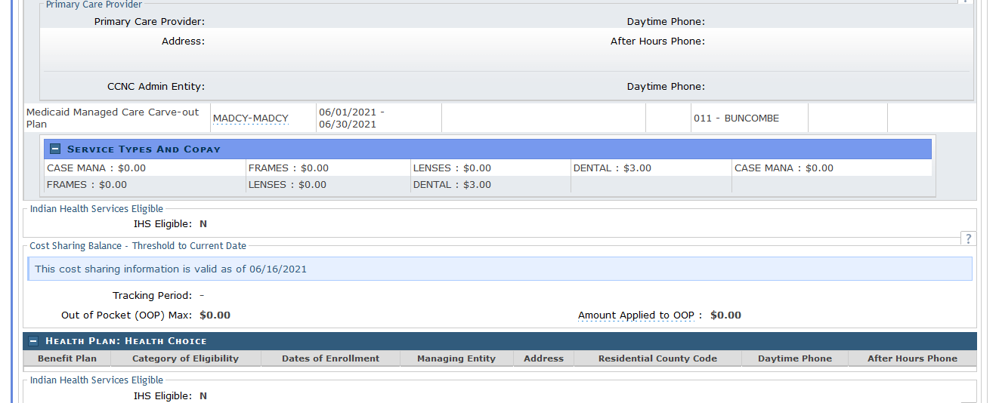 Primary Care Provider
?
Primary Care Provider: Daytime Phone:
Address: After Hours Phone:
CCNC Admin Entity: Daytime Phone:
Medicaid Managed Care Carve-out
Plan
MADCY-MADCY
06/01/2021 -
06/30/2021
011 - BUNCOMBE
SERVICE TYPES AND COPAY
CASE MANA : $0.00 FRAMES : $0.00 LENSES : $0.00 DENTAL : $3.00 CASE MANA : $0.00
FRAMES : $0.00 LENSES : $0.00 DENTAL : $3.00
Indian Health Services Eligible
IHS Eligible: N
?
Cost Sharing Balance - Threshold to Current Date
This cost sharing information is valid as of 06/16/2021
Tracking Period: -
Out of Pocket (OOP) Max: $0.00 Amount Applied to OOP : $0.00
HEALTH PLAN: HEALTH CHOICE
Benefit Plan Category of Eligibility Dates of Enrollment Managing Entity Address Residential County Code Daytime Phone After Hours Phone
Indian Health Services Eligible
IHS Eligible: N